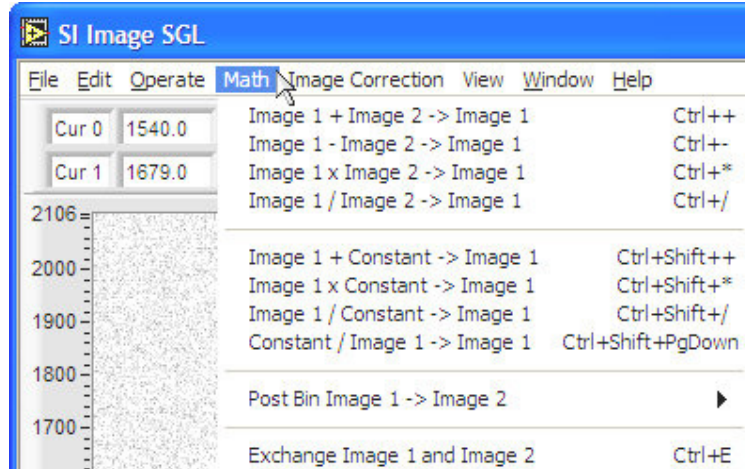 SI Image SGL
File Edit Operate Math Image Correction View Window Help
Cur 0 1540.0
Cur 1 1679.0
Image 1 + Image 2 -> Image 1 Ctrl++
Image 1 - Image 2 -> Image 1 Ctrl+-
Image 1 x Image 2 -> Image 1 Ctrl+*
Image 1 / Image 2 -> Image 1 Ctrl+/
Image 1 + Constant -> Image 1 Ctrl+Shift++
Image 1 x Constant -> Image 1 Ctrl+Shift+*
Image 1 / Constant -> Image 1 Ctrl+Shift+/
Constant / Image 1 -> Image 1 Ctrl+Shift+PgDown
Post Bin Image 1 -> Image 2
Exchange Image 1 and Image 2 Ctrl+E
2106
2000
1900
1800
1700